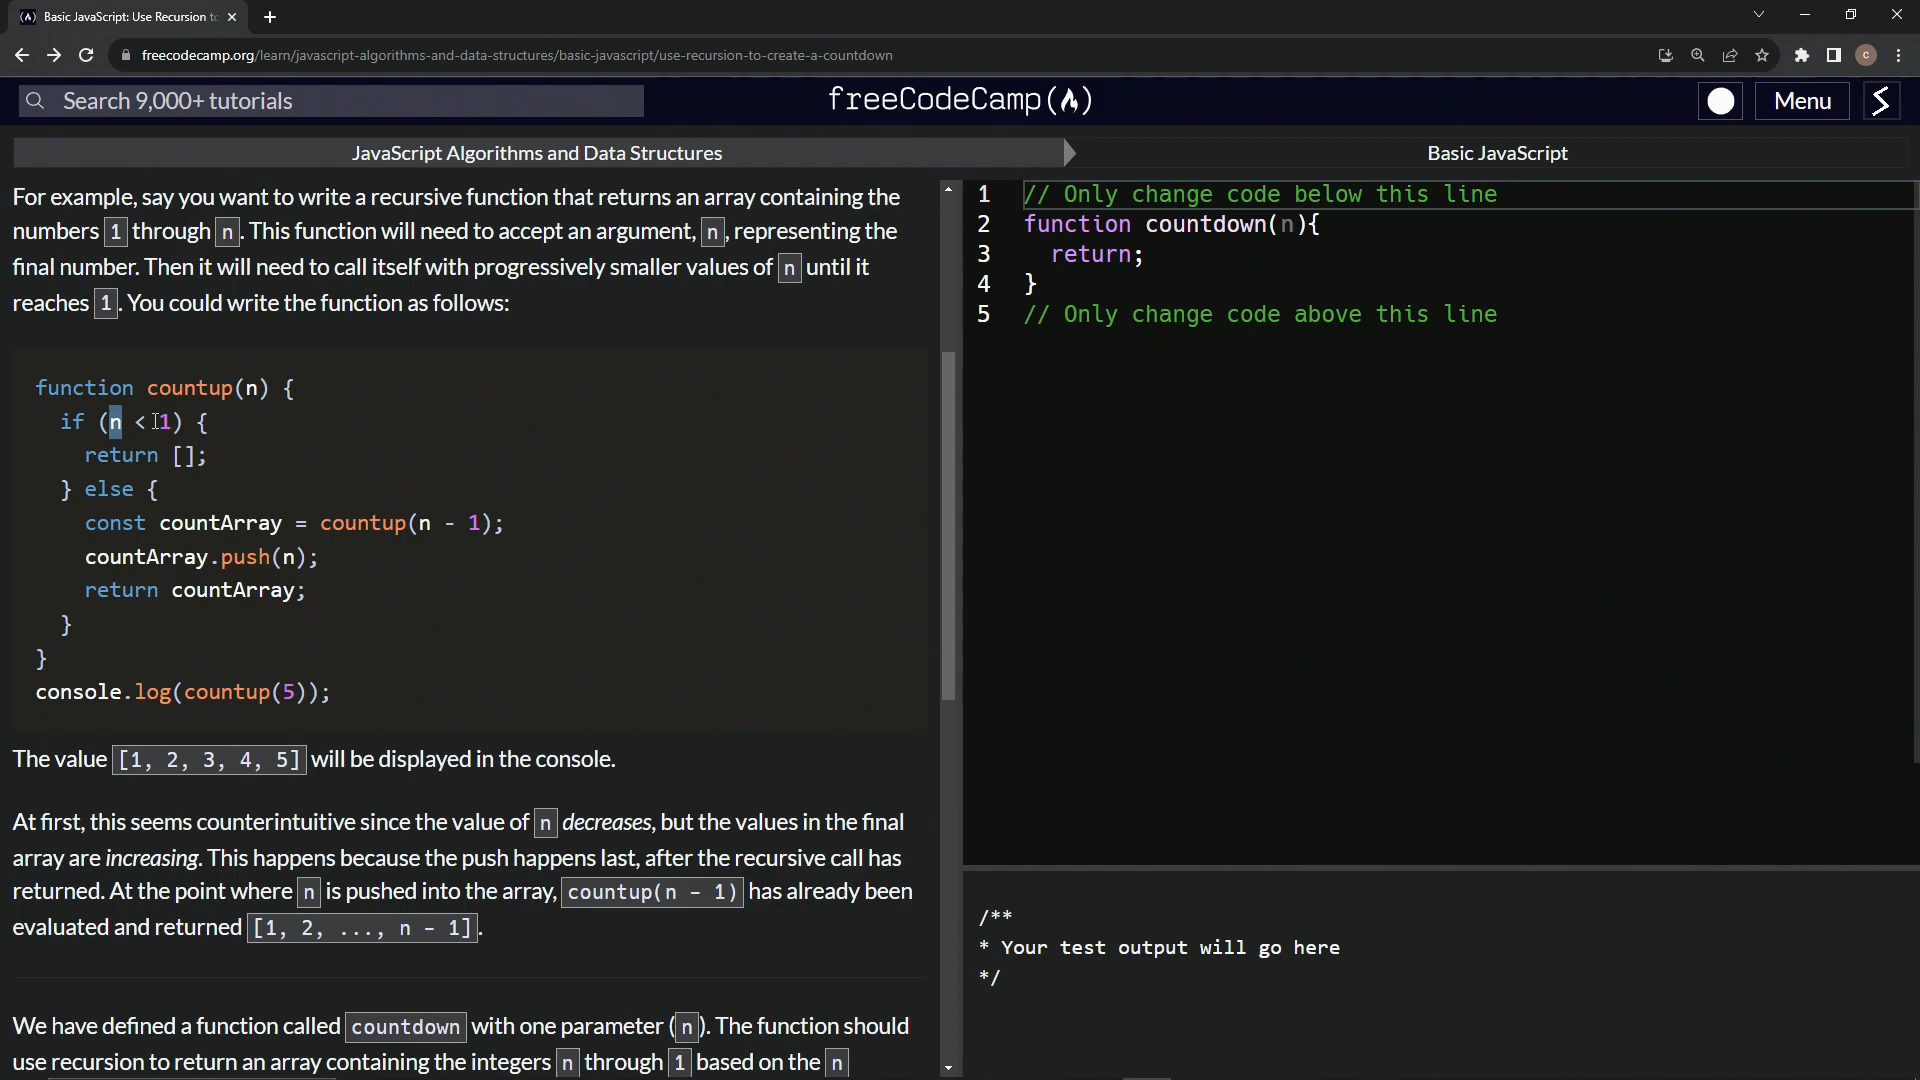 Basic JavaScript: Use Recursion to
freecodecamp.org/learn/javascript-algorithms-and-data-structures/basic-javascript/use-recursion-to-create-a-countdown
c
Search 9,000+ tutorials
freeCodeCamp
Menu
JavaScript Algorithms and Data Structures
Basic JavaScript
For example, say you want to write a recursive function that returns an array containing the
numbers 1 through n. This function will need to accept an argument, n, representing the
final number. Then it will need to call itself with progressively smaller values of n until it
reaches 1. You could write the function as follows:
function countup(n) {
if (n < 1) {
return [];
} else {
const countArray = countup(n - 1);
countArray.push(n);
return countArray;
}
}
console.log(countup(5));
The value [1, 2, 3, 4, 5] will be displayed in the console.
At first, this seems counterintuitive since the value of n decreases, but the values in the final
array are increasing. This happens because the push happens last, after the recursive call has
returned. At the point where n is pushed into the array, countup(n - 1) has already been
evaluated and returned [1, 2, ..., n - 1].
We have defined a function called countdown with one parameter (n). The function should
use recursion to return an array containing the integers n through 1 based on the n
1 // Only change code below this line
2 function countdown(n){
3 return;
4 }
5 // Only change code above this line
/**
* Your test output will go here
*/